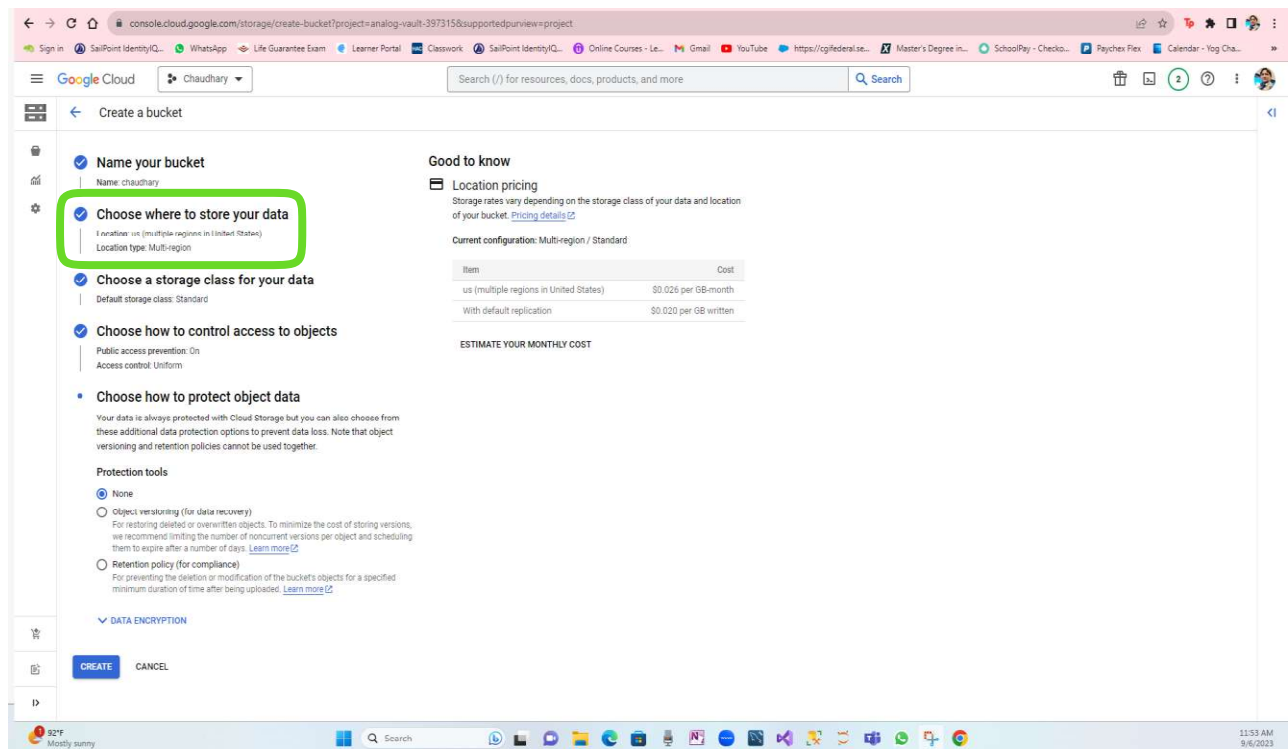 console.cloud.google.com/storage/create-bucket?project=analog-vault-397315&supportedpurview=project
Sign in SailPoint IdentityIQ... WhatsApp Life Guarantee Exam Learner Portal Classwork SailPoint IdentityIQ... Online Courses - Le... Gmail YouTube https://cgifederal.se... Master's Degree in... SchoolPay - Checko... Paychex Flex Calendar - Yog Cha... »
Google Cloud Chaudhary Search (/) for resources, docs, products, and more Search 2
Create a bucket
Name your bucket
Name: chaudhary
Choose where to store your data
Location: us (multiple regions in United States)
Location type: Multi-region
Choose a storage class for your data
Default storage class: Standard
Choose how to control access to objects
Public access prevention: On
Access control: Uniform
Choose how to protect object data
Your data is always protected with Cloud Storage but you can also choose from
these additional data protection options to prevent data loss. Note that object
versioning and retention policies cannot be used together.
Protection tools
None
Object versioning (for data recovery)
For restoring deleted or overwritten objects. To minimize the cost of storing versions,
we recommend limiting the number of noncurrent versions per object and scheduling
them to expire after a number of days. Learn more
Retention policy (for compliance)
For preventing the deletion or modification of the bucket's objects for a specified
minimum duration of time after being uploaded. Learn more
DATA ENCRYPTION
CREATE CANCEL
Good to know
Location pricing
Storage rates vary depending on the storage class of your data and location
of your bucket. Pricing details
Current configuration: Multi-region / Standard
Item Cost
us (multiple regions in United States) $0.026 per GB-month
With default replication $0.020 per GB written
ESTIMATE YOUR MONTHLY COST
92°F
Mostly sunny
Search
11:53 AM
9/6/2023